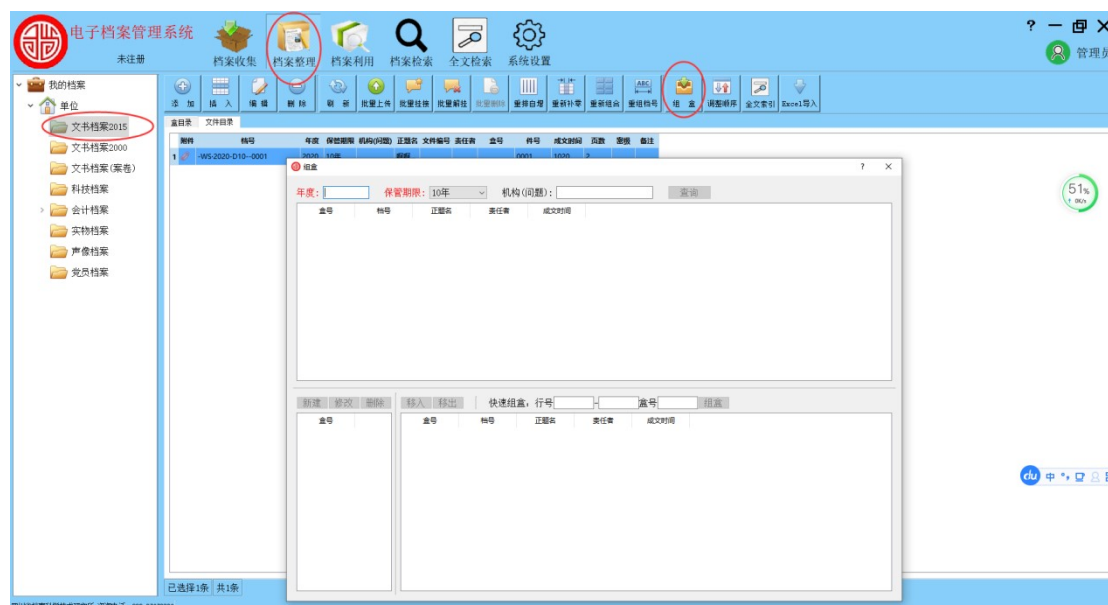 电子档案管理系统
未注册
档案收集 档案整理 档案利用 档案检索 全文检索 系统设置
? — X
管理员
我的档案
单位
文书档案2015
文书档案2000
文书档案(案卷)
科技档案
会计档案
实物档案
声像档案
党员档案
添 加 插 入 编 辑 删 除 刷 新 批量上传 批量挂接 批量解挂 批量删除 重排自增 重新补零 重新组合 重组档号 组 盒 调整顺序 全文索引 Excel导入
ABC
盒目录 文件目录
附件 档号 年度 保管期限 机构(问题) 正题名 文件编号 责任者 盒号 件号 成文时间 页数 密级 备注
1 -WS-2020-D10--0001 2020 10年 0001 1020 2
组盒 ? ×
年度: 保管期限: 10年 机构(问题): 查询
盒号 档号 正题名 责任者 成文时间
新建 修改 删除 移入 移出 快速组盒, 行号 - 盒号 组盒
盒号
盒号 档号 正题名 责任者 成文时间
51%
0K/s
du 中
已选择1条 共1条